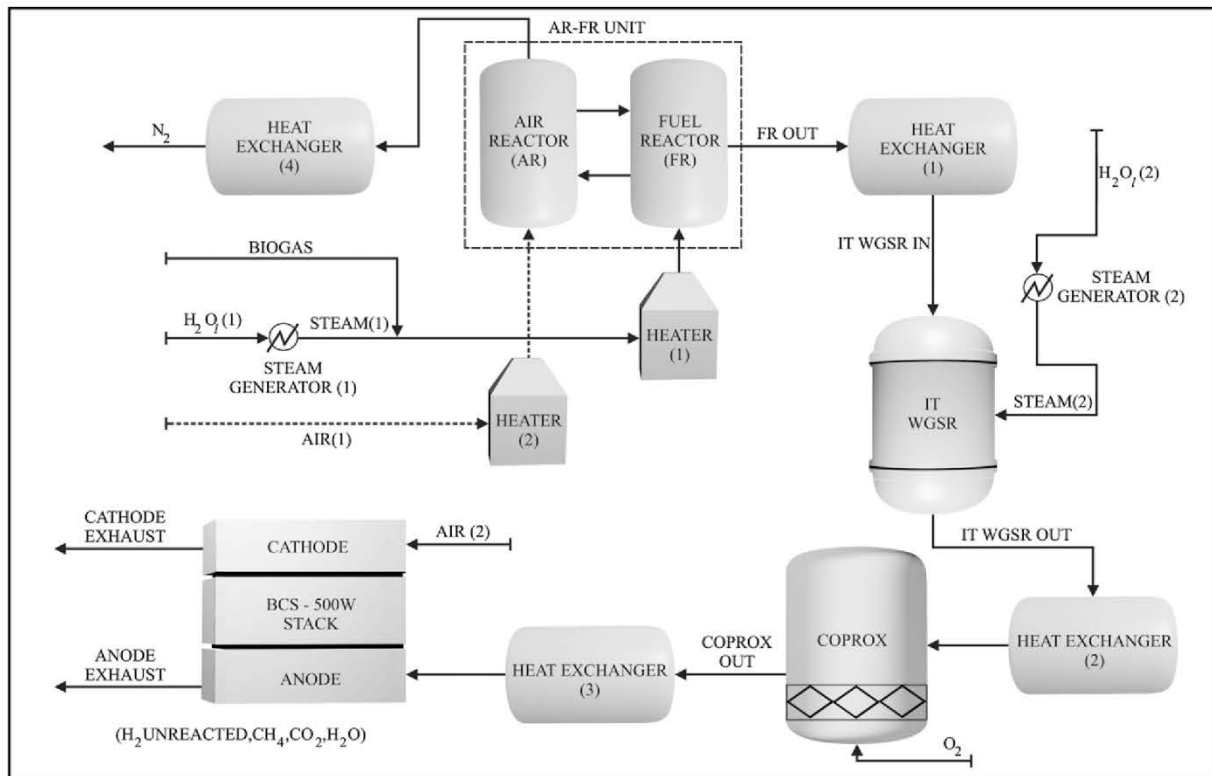 AR-FR UNIT
AIR
REACTOR
(AR)
FUEL
REACTOR
(FR)
HEAT
EXCHANGER
(4)
N₂
FR OUT
HEAT
EXCHANGER
(1)
H₂Oₗ(2)
IT WGSR IN
STEAM
GENERATOR (2)
BIOGAS
H₂Oₗ(1)
STEAM(1)
STEAM
GENERATOR (1)
HEATER
(1)
HEATER
(2)
AIR(1)
IT
WGSR
STEAM(2)
IT WGSR OUT
CATHODE
EXHAUST
CATHODE
AIR (2)
BCS - 500W
STACK
ANODE
EXHAUST
ANODE
(H₂UNREACTED,CH₄,CO₂,H₂O)
HEAT EXCHANGER
(3)
COPROX
OUT
COPROX
HEAT EXCHANGER
(2)
O₂